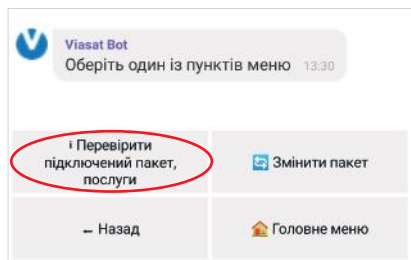 Viasat Bot
Оберіть один із пунктів меню 13:30
і Перевірити
підключений пакет,
послуги
🔄 Змінити пакет
← Назад
🏠 Головне меню